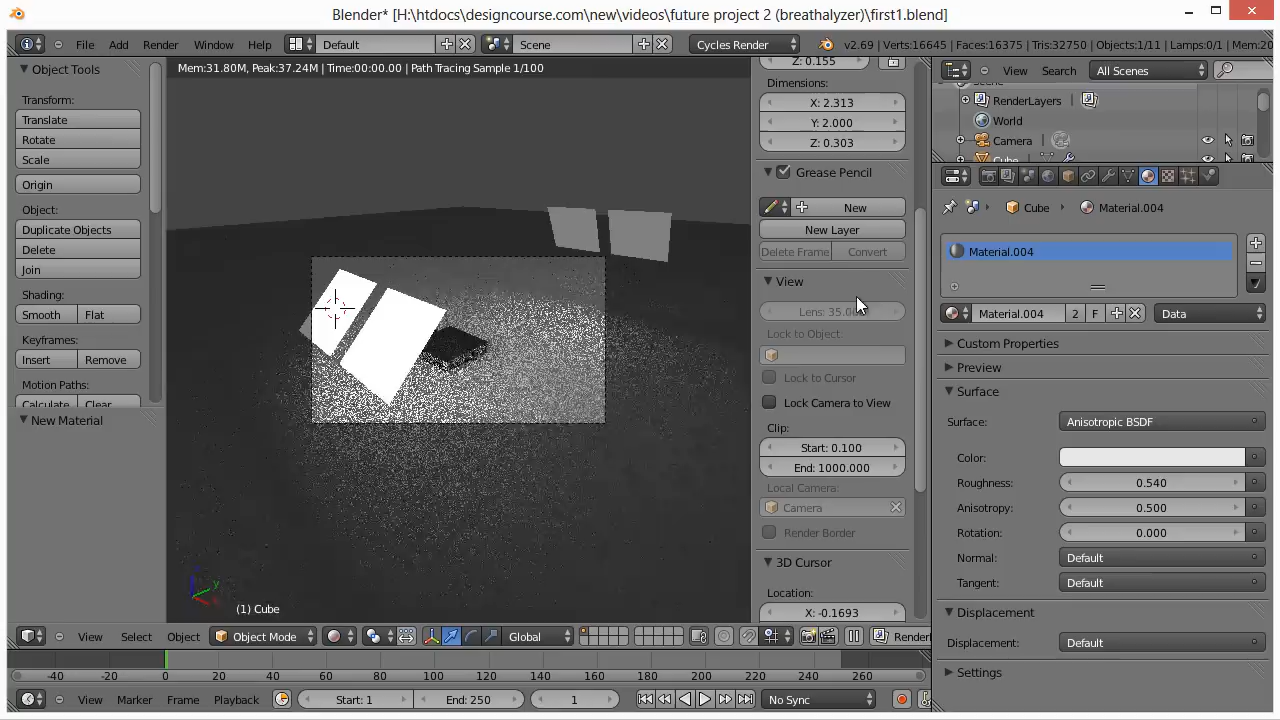 Blender* [H:\htdocs\designcourse.com\new\videos\future project 2 (breathalyzer)\first1.blend]
File Add Render Window Help Default Scene Cycles Render v2.69 | Verts:16645 | Faces:16375 | Tris:32750 | Objects:1/11 | Lamps:0/1 | Mem:20
Object Tools
Transform:
Translate
Rotate
Scale
Origin
Object:
Duplicate Objects
Delete
Join
Shading:
Smooth Flat
Keyframes:
Insert Remove
Motion Paths:
Calculate Clear
New Material
Mem:31.80M, Peak:37.24M | Time:00:00.00 | Path Tracing Sample 1/100
(1) Cube
Z: 0.155
Dimensions:
X: 2.313
Y: 2.000
Z: 0.303
Grease Pencil
New
New Layer
Delete Frame Convert
View
Lens: 35.0
Lock to Object:
Lock to Cursor
Lock Camera to View
Clip:
Start: 0.100
End: 1000.000
Local Camera:
Camera
Render Border
3D Cursor
Location:
X: -0.1693
View Search All Scenes
RenderLayers
World
Camera
Cube
Cube Material.004
Material.004
Material.004 2 F Data
Custom Properties
Preview
Surface
Surface: Anisotropic BSDF
Color:
Roughness: 0.540
Anisotropy: 0.500
Rotation: 0.000
Normal: Default
Tangent: Default
Displacement
Displacement: Default
Settings
View Select Object Object Mode Global Render
-40 -20 0 20 40 60 80 100 120 140 160 180 200 220 240 260
View Marker Frame Playback Start: 1 End: 250 1 No Sync